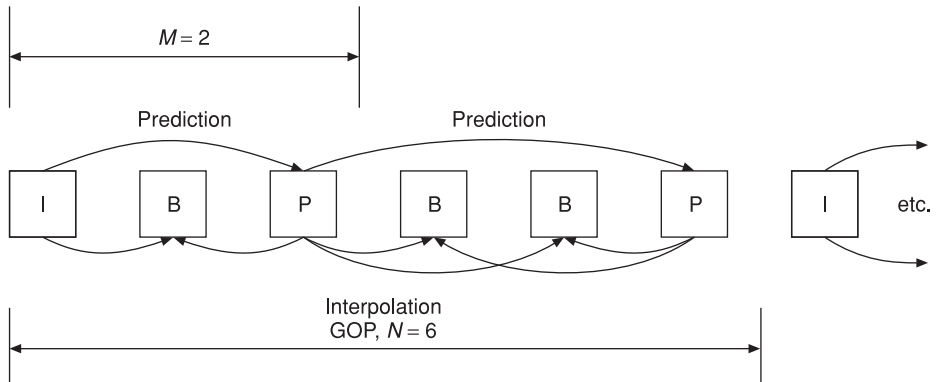 M = 2
Prediction Prediction
I B P B B P I etc.
Interpolation
GOP, N = 6